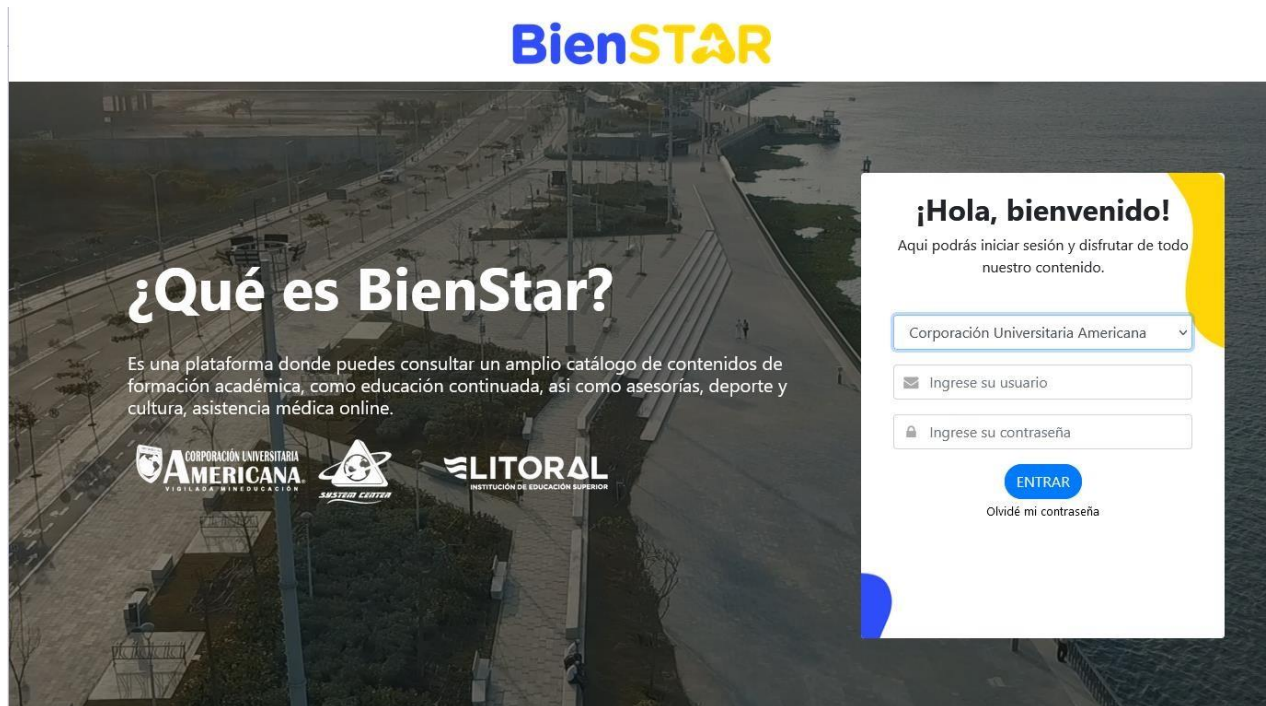 BienSTAR
¿Qué es BienStar?
Es una plataforma donde puedes consultar un amplio catálogo de contenidos de
formación académica, como educación continuada, asi como asesorías, deporte y
cultura, asistencia médica online.
CORPORACIÓN UNIVERSITARIA
AMERICANA
VIGILADA MINEDUCACIÓN
SYSTEM CENTER
LITORAL
INSTITUCIÓN DE EDUCACIÓN SUPERIOR
¡Hola, bienvenido!
Aqui podrás iniciar sesión y disfrutar de todo
nuestro contenido.
Corporación Universitaria Americana
Ingrese su usuario
Ingrese su contraseña
ENTRAR
Olvidé mi contraseña